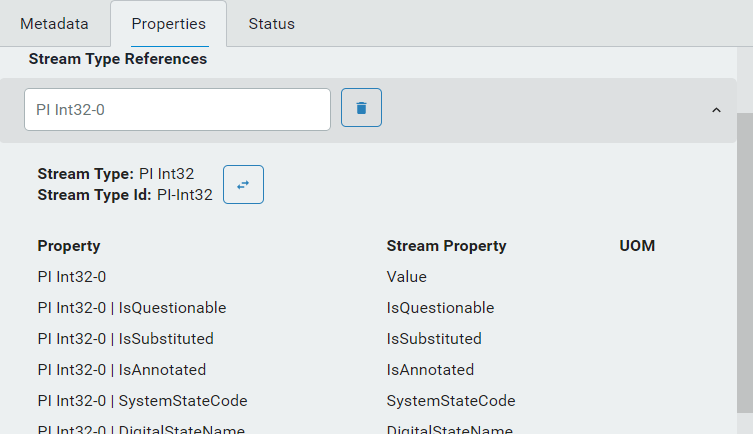 Metadata Properties Status
Stream Type References
PI Int32-0
Stream Type: PI Int32
Stream Type Id: PI-Int32
Property Stream Property UOM
PI Int32-0 Value
PI Int32-0 | IsQuestionable IsQuestionable
PI Int32-0 | IsSubstituted IsSubstituted
PI Int32-0 | IsAnnotated IsAnnotated
PI Int32-0 | SystemStateCode SystemStateCode
PI Int32-0 | DigitalStateName DigitalStateName